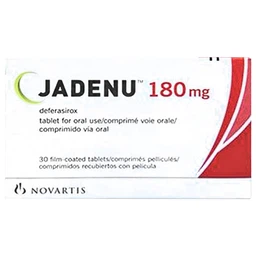 JADENU™ 180 mg
deferasirox
tablet for oral use/comprimé voie orale/
comprimido vía oral
30 film-coated tablets/comprimés pelliculés/
comprimidos recubiertos con película
NOVARTIS